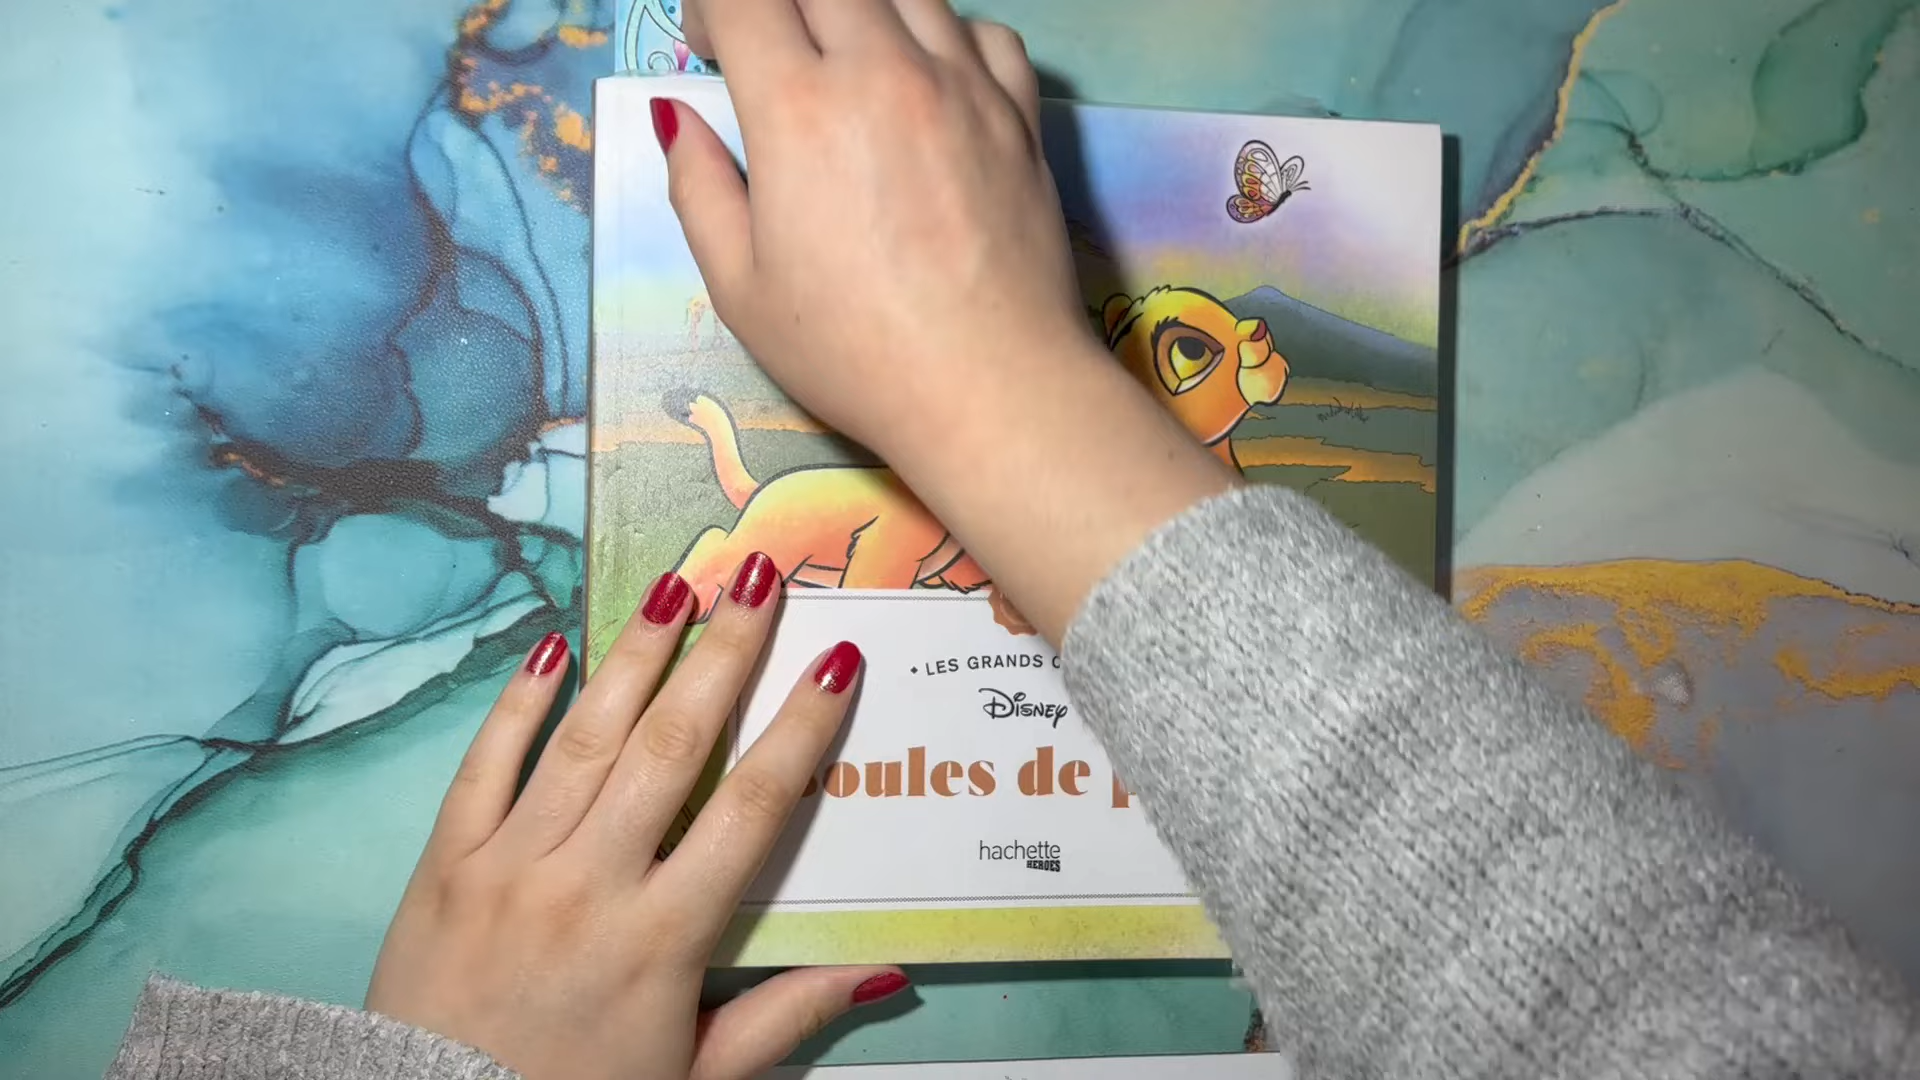 • LES GRANDS
Disney
oules de
hachette
HEROES